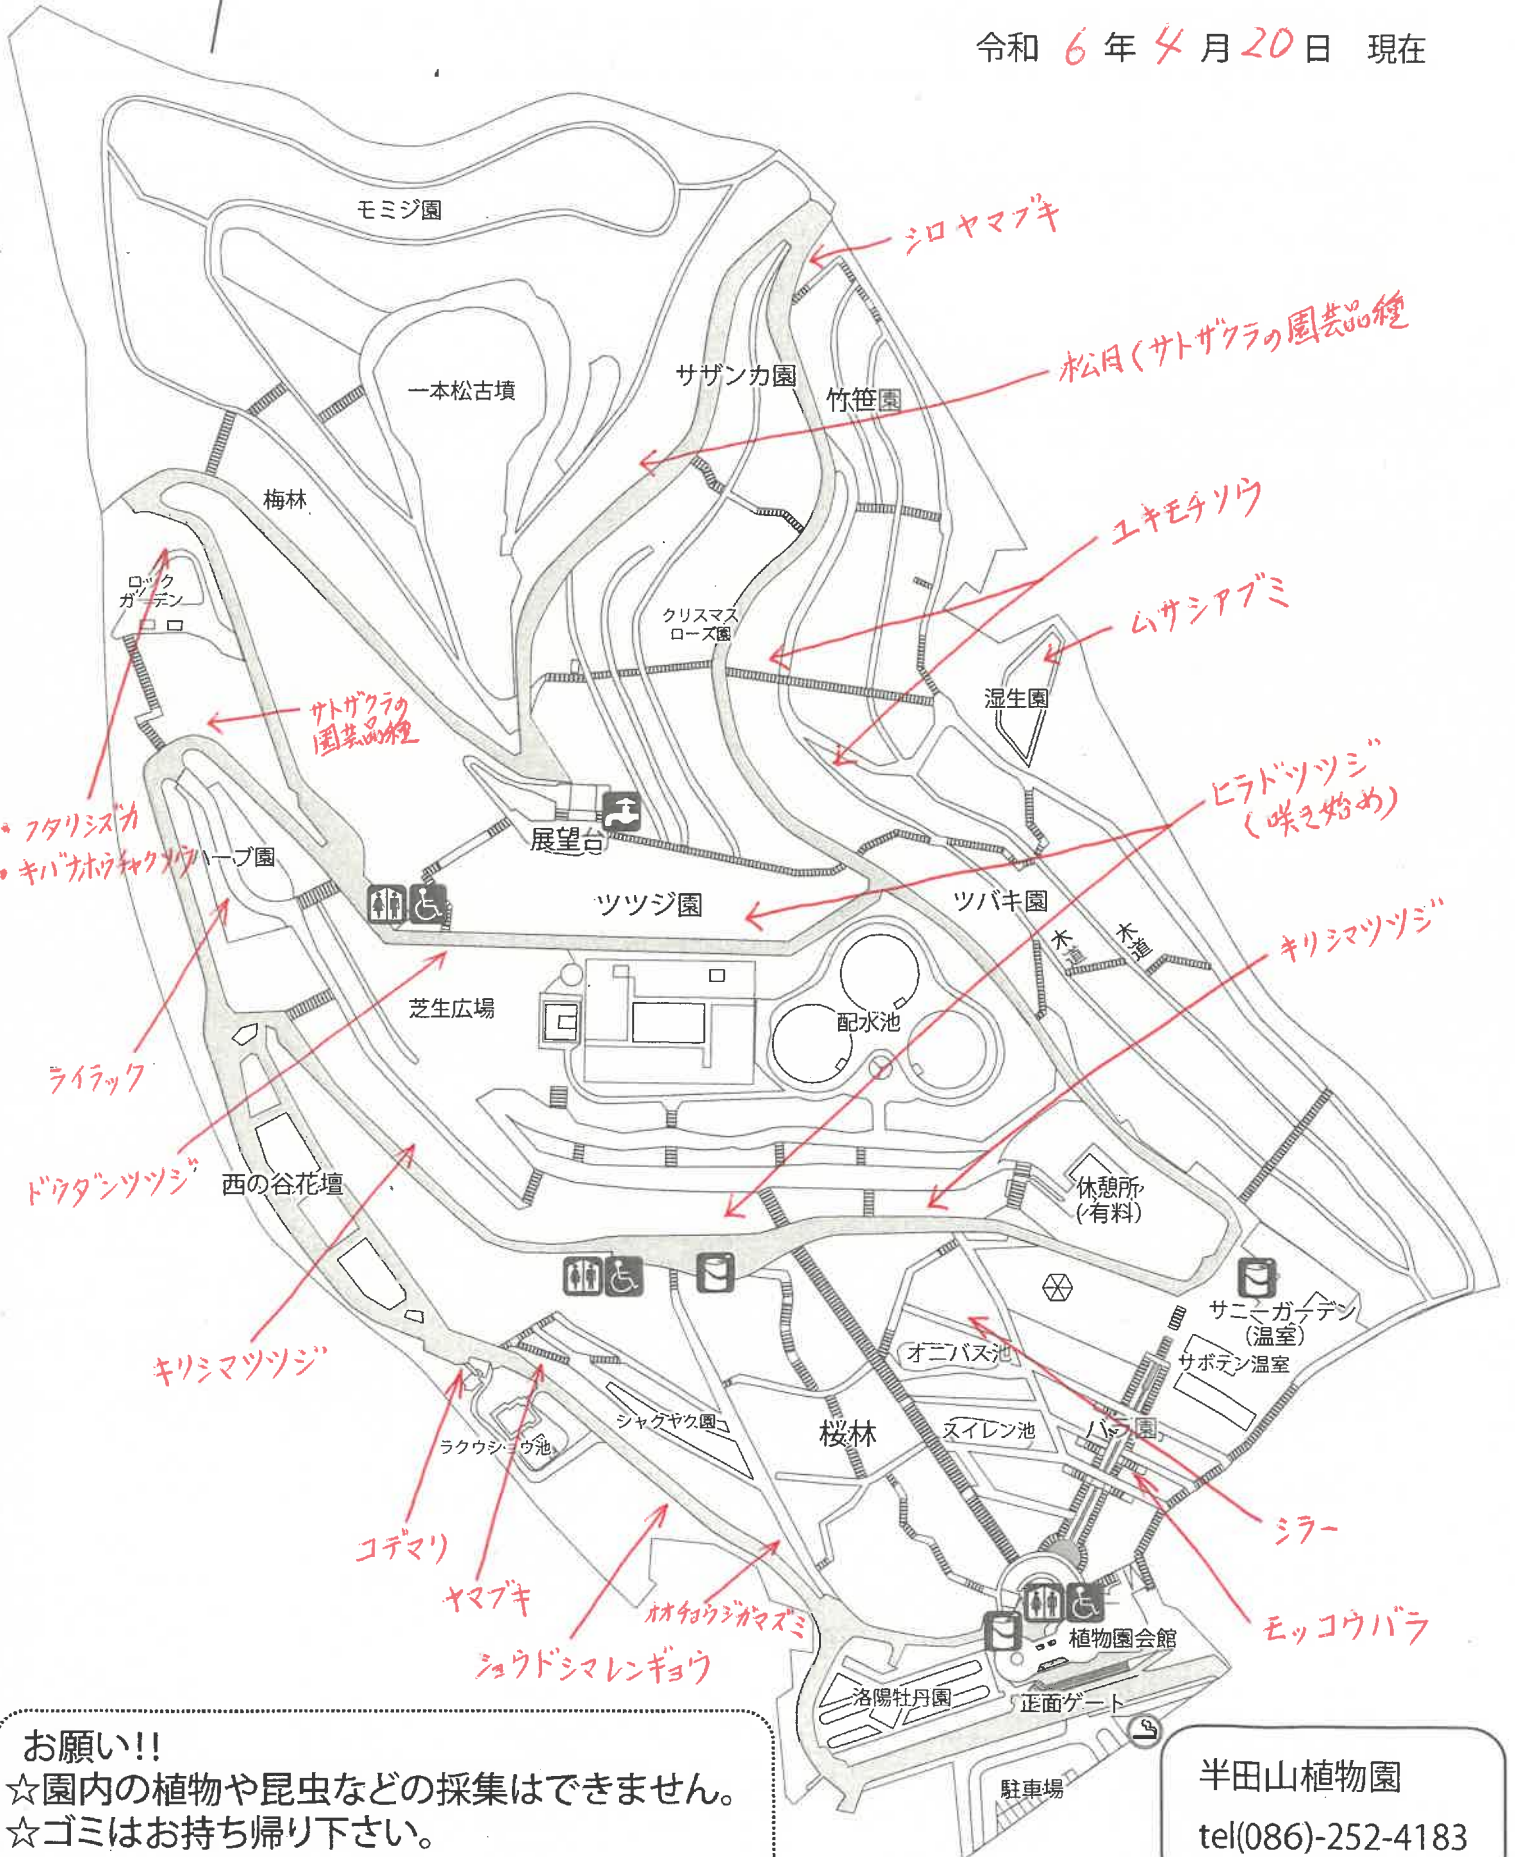 令和 6 年 4 月 20 日 現在
モミジ園
シロヤマブキ
松月(サトザクラの園芸品種
一本松古墳
サザンカ園
竹笹園
梅林
ユキモチソウ
ロック
ガーデン
クリスマス
ローズ園
ムサシアブミ
湿生園
サトザクラの
園芸品種
ヒラドツツジ
(咲き始め)
・フタリシズカ
・キバナホウチャクソウ
ハーブ園
展望台
ツツジ園
ツバキ園
木道
木道
キリシマツツジ
芝生広場
配水池
ライラック
ドウダンツツジ
西の谷花壇
休憩所
(有料)
サニーガーデン
(温室)
サボテン温室
キリシマツツジ
オニバス池
シャクヤク園
桜林
スイレン池
バラ園
ラクウショウ池
シラー
コデマリ
ヤマブキ
オオチョウジガマズミ
ショウドシマレンギョウ
モッコウバラ
植物園会館
洛陽牡丹園
正面ゲート
駐車場
お願い!!
☆園内の植物や昆虫などの採集はできません。
☆ゴミはお持ち帰り下さい。
半田山植物園
tel(086)-252-4183